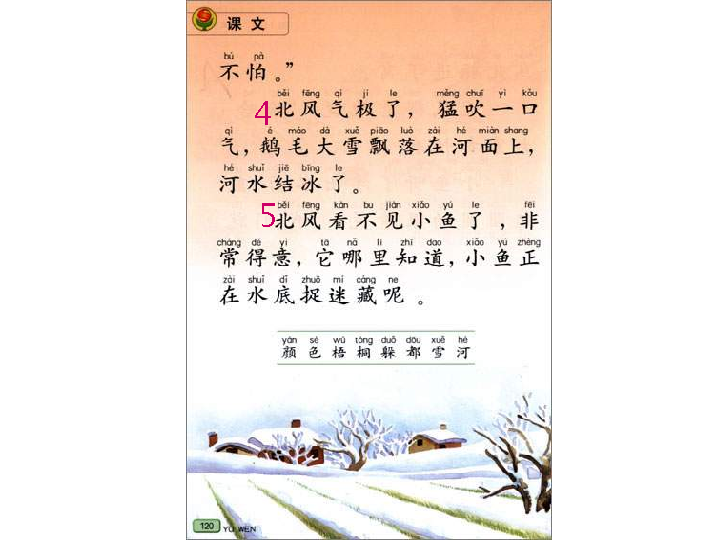 课文
bù pà
不怕。”
běi fēng qì jí le měng chuī yì kǒu
4北风气极了，猛吹一口
qì é máo dà xuě piāo luò zài hé miàn shang
气，鹅毛大雪飘落在河面上，
hé shuǐ jié bīng le
河水结冰了。
běi fēng kàn bu jiàn xiǎo yú le fēi
5北风看不见小鱼了，非
cháng dé yì tā nǎ li zhī dao xiǎo yú zhèng
常得意，它哪里知道，小鱼正
zài shuǐ dǐ zhuō mí cáng ne
在水底捉迷藏呢。
yán sè wú tóng duǒ dōu xuě hé
颜色梧桐躲都雪河
120 YU WEN